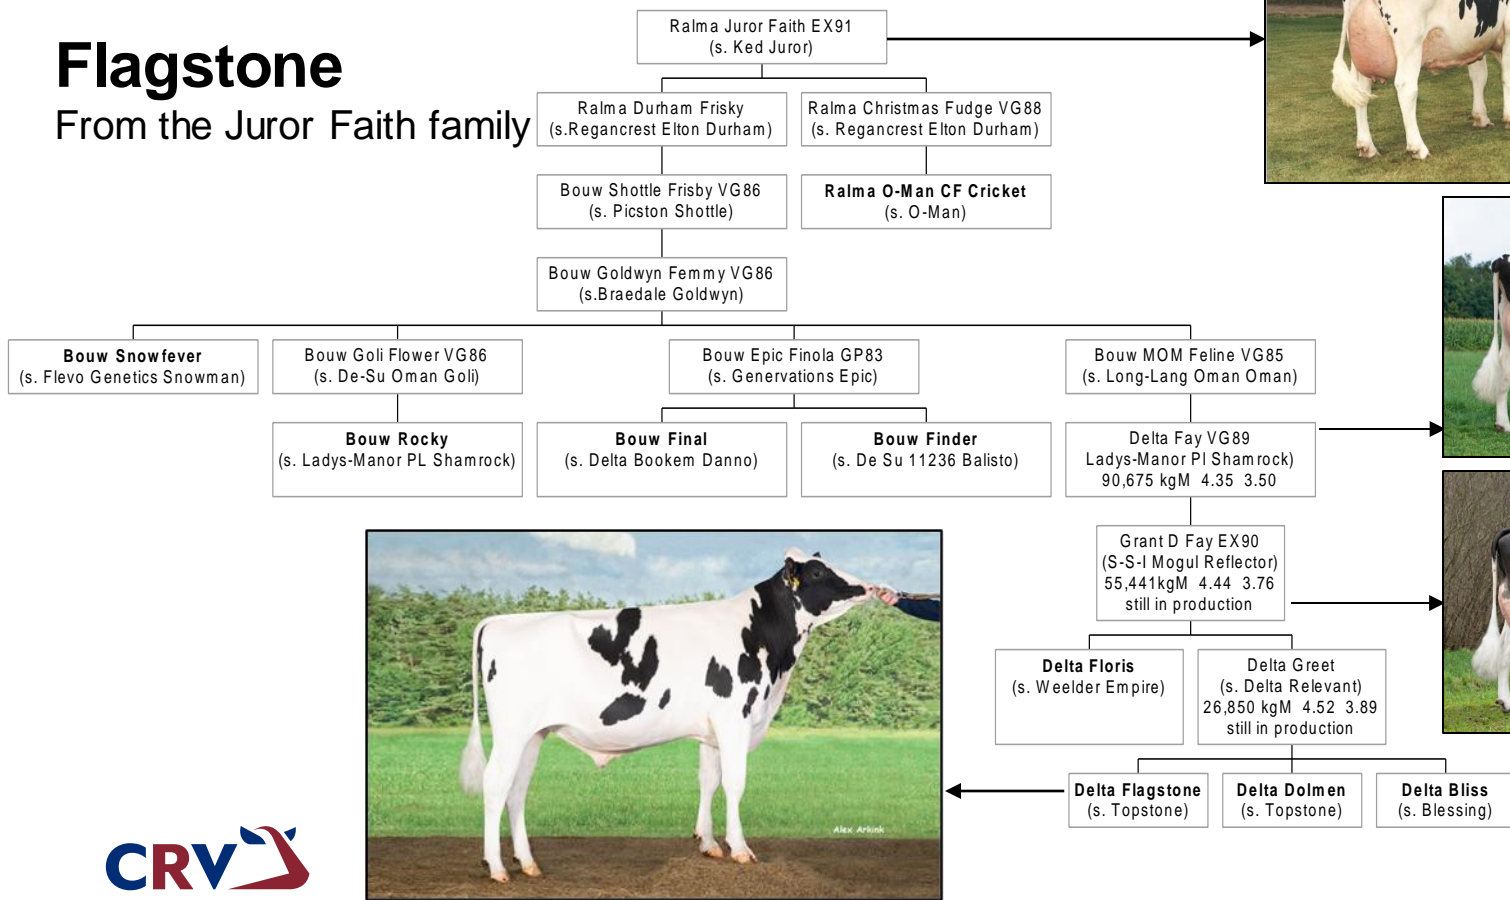 Flagstone
From the Juror Faith family
Ralma Juror Faith EX91
(s. Ked Juror)
Ralma Durham Frisky
(s.Regancrest Elton Durham)
Ralma Christmas Fudge VG88
(s. Regancrest Elton Durham)
Bouw Shottle Frisby VG86
(s. Picston Shottle)
Ralma O-Man CF Cricket
(s. O-Man)
Bouw Goldwyn Femmy VG86
(s.Braedale Goldwyn)
Bouw Snowfever
(s. Flevo Genetics Snowman)
Bouw Goli Flower VG86
(s. De-Su Oman Goli)
Bouw Epic Finola GP83
(s. Genervations Epic)
Bouw MOM Feline VG85
(s. Long-Lang Oman Oman)
Bouw Rocky
(s. Ladys-Manor PL Shamrock)
Bouw Final
(s. Delta Bookem Danno)
Bouw Finder
(s. De Su 11236 Balisto)
Delta Fay VG89
Ladys-Manor Pl Shamrock)
90,675 kgM 4.35 3.50
Grant D Fay EX90
(S-S-I Mogul Reflector)
55,441kgM 4.44 3.76
still in production
Delta Floris
(s. Weelder Empire)
Delta Greet
(s. Delta Relevant)
26,850 kgM 4.52 3.89
still in production
Delta Flagstone
(s. Topstone)
Delta Dolmen
(s. Topstone)
Delta Bliss
(s. Blessing)
Alex Arkink
CRV